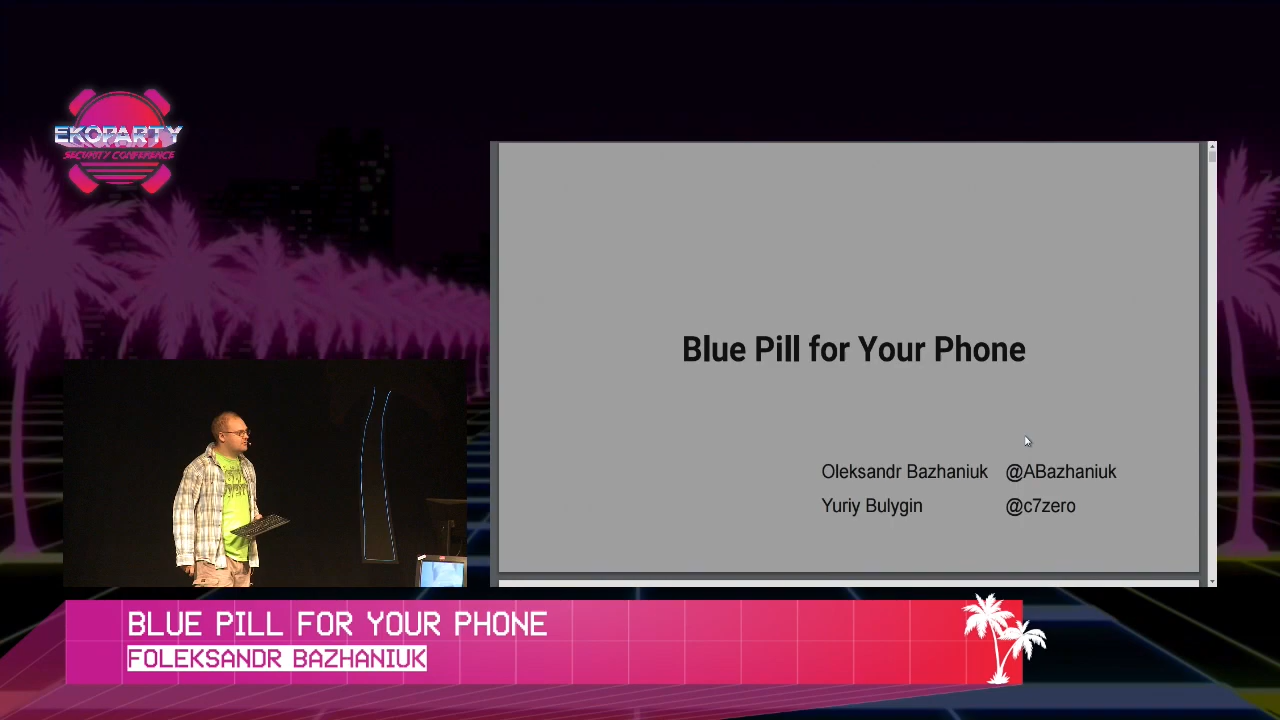 EKOPARTY
SECURITY CONFERENCE
Blue Pill for Your Phone
Oleksandr Bazhaniuk @ABazhaniuk
Yuriy Bulygin @c7zero
BLUE PILL FOR YOUR PHONE
FOLEKSANDR BAZHANIUK